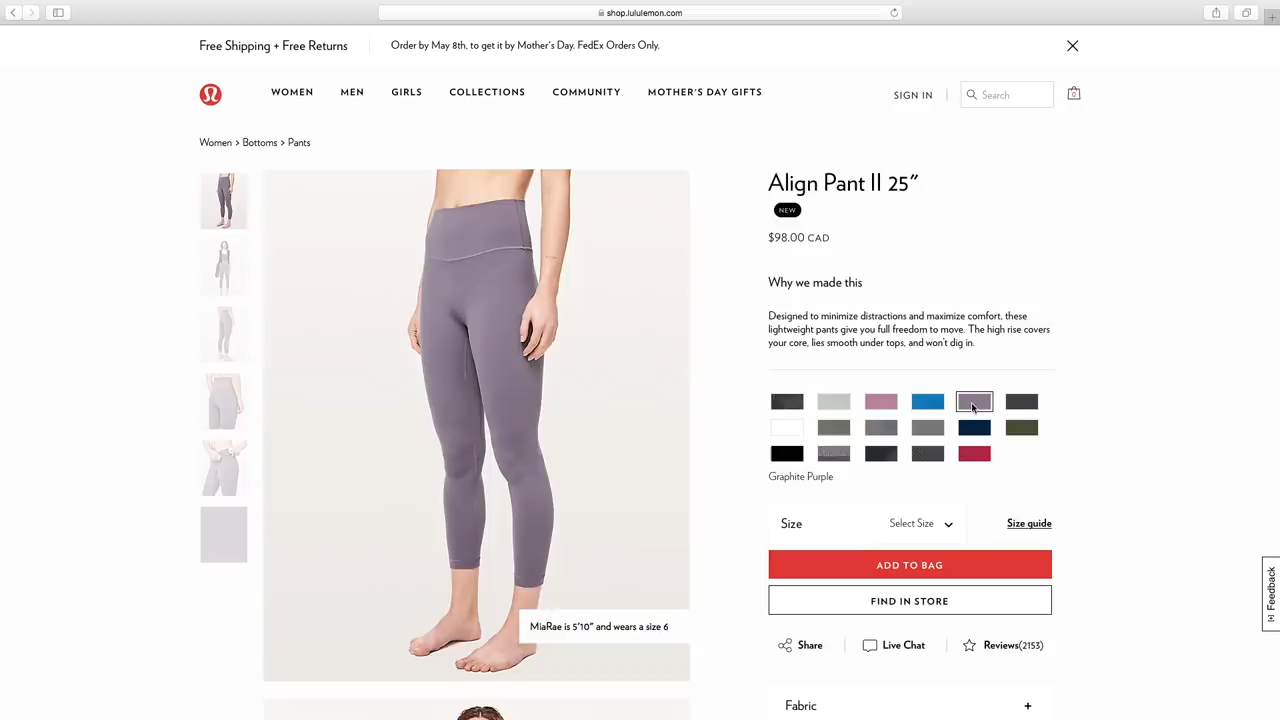 shop.lululemon.com
Free Shipping + Free Returns
Order by May 8th, to get it by Mother's Day. FedEx Orders Only.
WOMEN
MEN
GIRLS
COLLECTIONS
COMMUNITY
MOTHER'S DAY GIFTS
SIGN IN
Search
0
Women > Bottoms > Pants
Align Pant II 25"
NEW
$98.00 CAD
Why we made this
Designed to minimize distractions and maximize comfort, these
lightweight pants give you full freedom to move. The high rise covers
your core, lies smooth under tops, and won't dig in.
Graphite Purple
Size
Select Size
Size guide
ADD TO BAG
FIND IN STORE
MiaRae is 5'10" and wears a size 6
Share
Live Chat
Reviews(2153)
Fabric
+
[+] Feedback